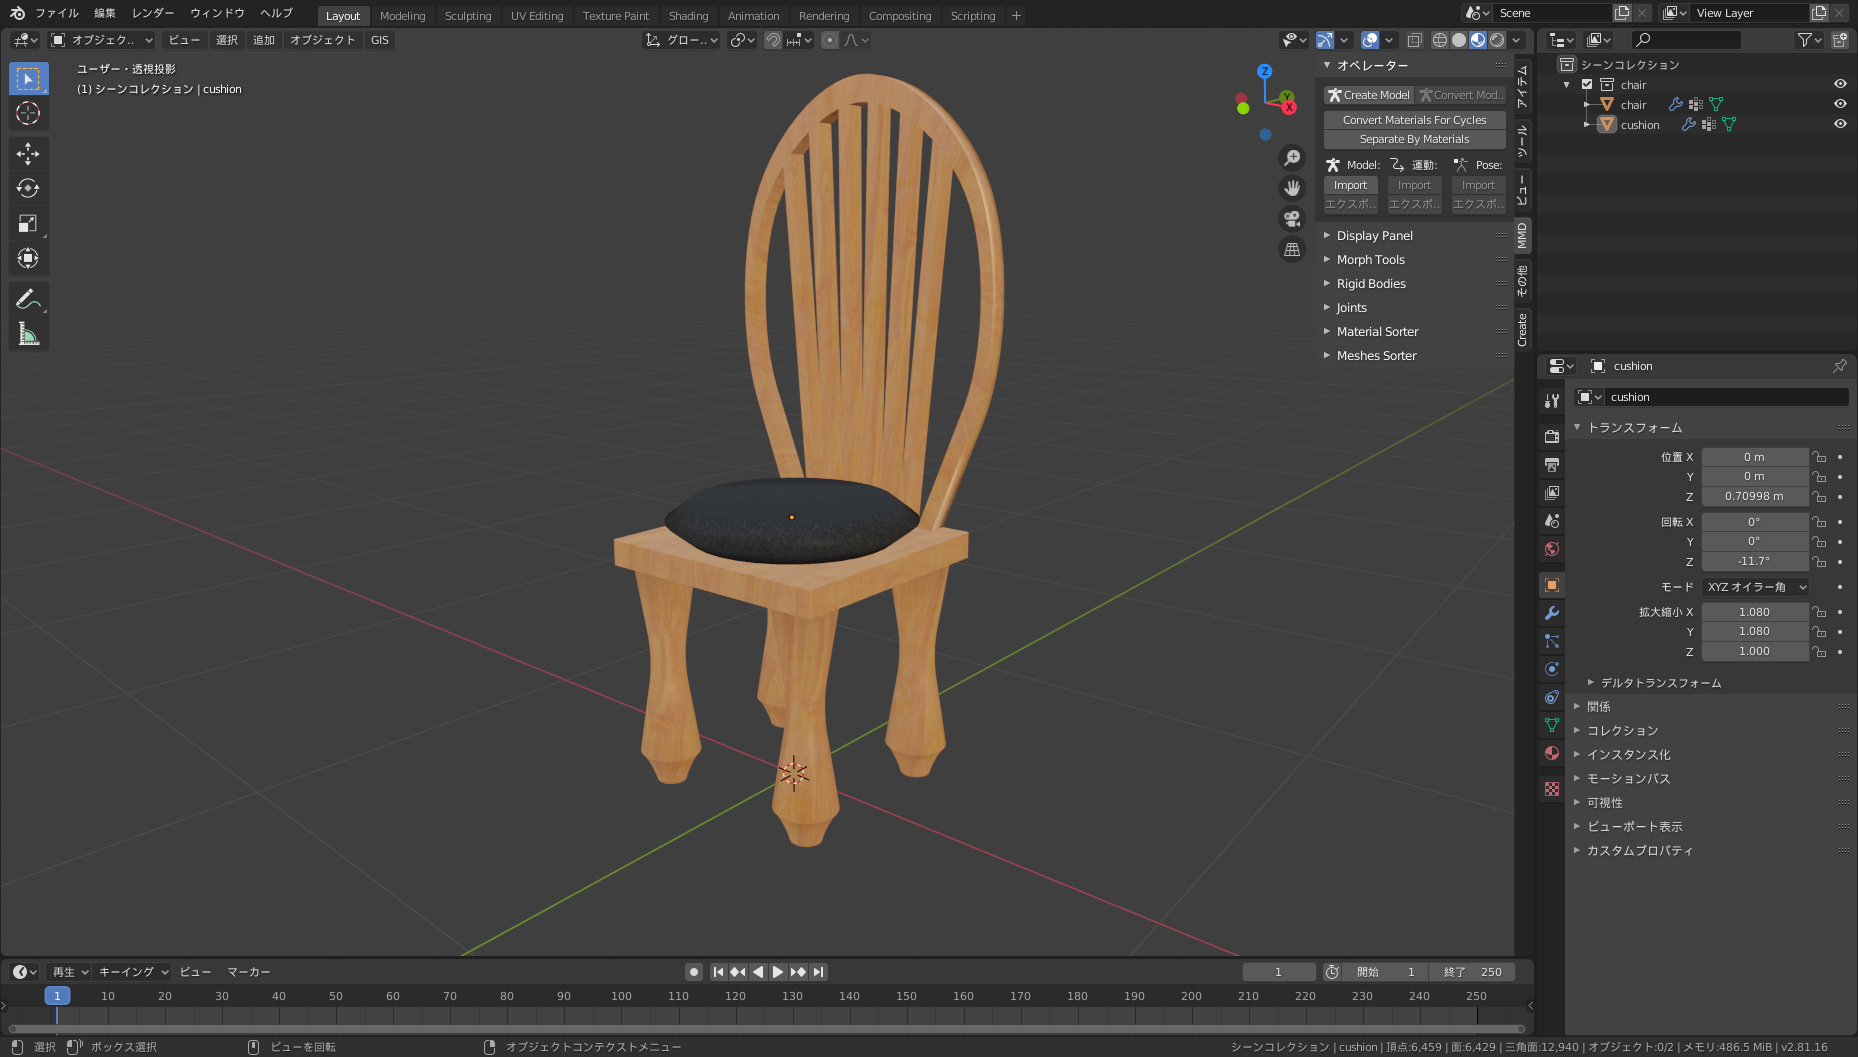 ファイル 編集 レンダー ウィンドウ ヘルプ Layout Modeling Sculpting UV Editing Texture Paint Shading Animation Rendering Compositing Scripting + Scene View Layer
オブジェク.. ビュー 選択 追加 オブジェクト GIS グロー..
ユーザー・透視投影
(1) シーンコレクション | cushion
Z
Y
X
オペレーター
Create Model Convert Mod..
Convert Materials For Cycles
Separate By Materials
Model: 運動: Pose:
Import Import Import
エクスポ.. エクスポ.. エクスポ..
Display Panel
Morph Tools
Rigid Bodies
Joints
Material Sorter
Meshes Sorter
アイテム
ツール
ビュー
MMD
その他
Create
シーンコレクション
chair
chair
cushion
cushion
cushion
トランスフォーム
位置 X 0 m
Y 0 m
Z 0.70998 m
回転 X 0°
Y 0°
Z -11.7°
モード XYZ オイラー角
拡大縮小 X 1.080
Y 1.080
Z 1.000
デルタトランスフォーム
関係
コレクション
インスタンス化
モーションパス
可視性
ビューポート表示
カスタムプロパティ
再生 キーイング ビュー マーカー 1 開始 1 終了 250
1 10 20 30 40 50 60 70 80 90 100 110 120 130 140 150 160 170 180 190 200 210 220 230 240 250
選択 ボックス選択 ビューを回転 オブジェクトコンテクストメニュー シーンコレクション | cushion | 頂点:6,459 | 面:6,429 | 三角面:12,940 | オブジェクト:0/2 | メモリ:486.5 MiB | v2.81.16